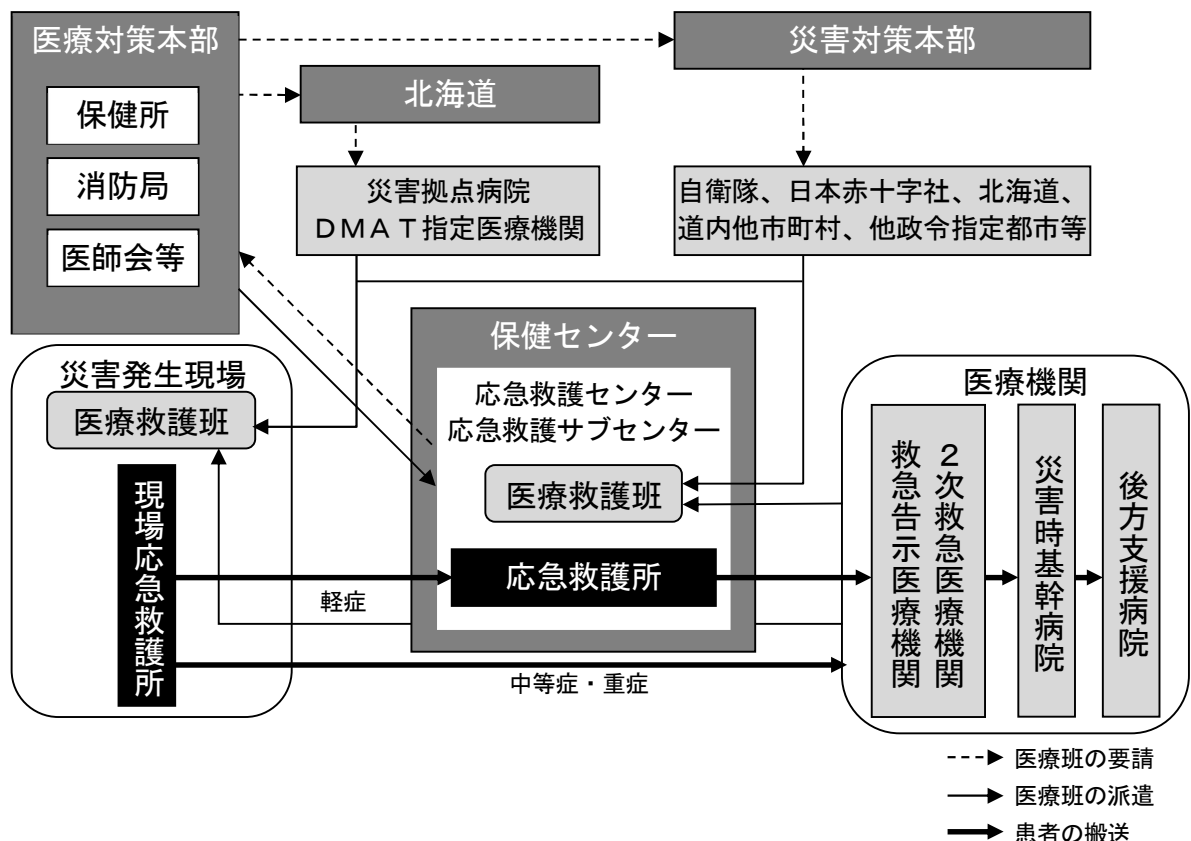 医療対策本部
保健所
消防局
医師会等
災害対策本部
北海道
災害拠点病院
ＤＭＡＴ指定医療機関
自衛隊、日本赤十字社、北海道、
道内他市町村、他政令指定都市等
保健センター
応急救護センター
応急救護サブセンター
医療救護班
応急救護所
災害発生現場
医療救護班
現場応急救護所
軽症
中等症・重症
医療機関
２次救急医療機関
救急告示医療機関
災害時基幹病院
後方支援病院
医療班の要請
医療班の派遣
患者の搬送